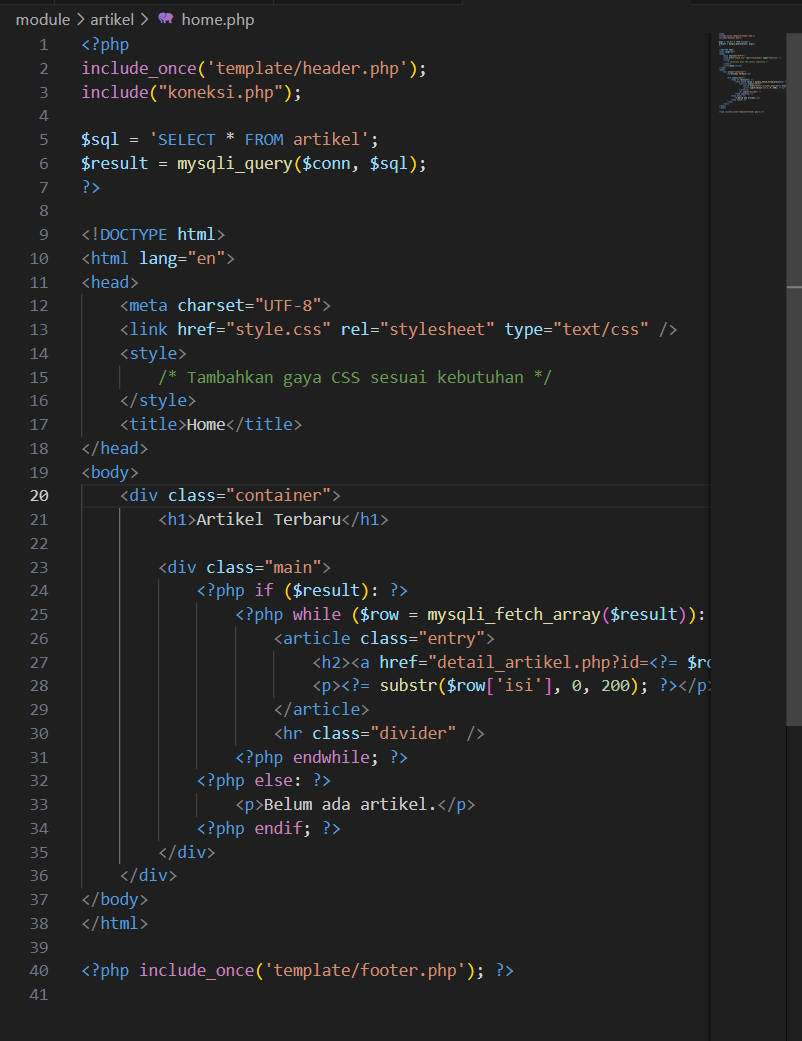 module > artikel > home.php
1 <?php
2 include_once('template/header.php');
3 include("koneksi.php");
4
5 $sql = 'SELECT * FROM artikel';
6 $result = mysqli_query($conn, $sql);
7 ?>
8
9 <!DOCTYPE html>
10 <html lang="en">
11 <head>
12 <meta charset="UTF-8">
13 <link href="style.css" rel="stylesheet" type="text/css" />
14 <style>
15 /* Tambahkan gaya CSS sesuai kebutuhan */
16 </style>
17 <title>Home</title>
18 </head>
19 <body>
20 <div class="container">
21 <h1>Artikel Terbaru</h1>
22
23 <div class="main">
24 <?php if ($result): ?>
25 <?php while ($row = mysqli_fetch_array($result)):
26 <article class="entry">
27 <h2><a href="detail_artikel.php?id=<?= $ro
28 <p><?= substr($row['isi'], 0, 200); ?></p>
29 </article>
30 <hr class="divider" />
31 <?php endwhile; ?>
32 <?php else: ?>
33 <p>Belum ada artikel.</p>
34 <?php endif; ?>
35 </div>
36 </div>
37 </body>
38 </html>
39
40 <?php include_once('template/footer.php'); ?>
41